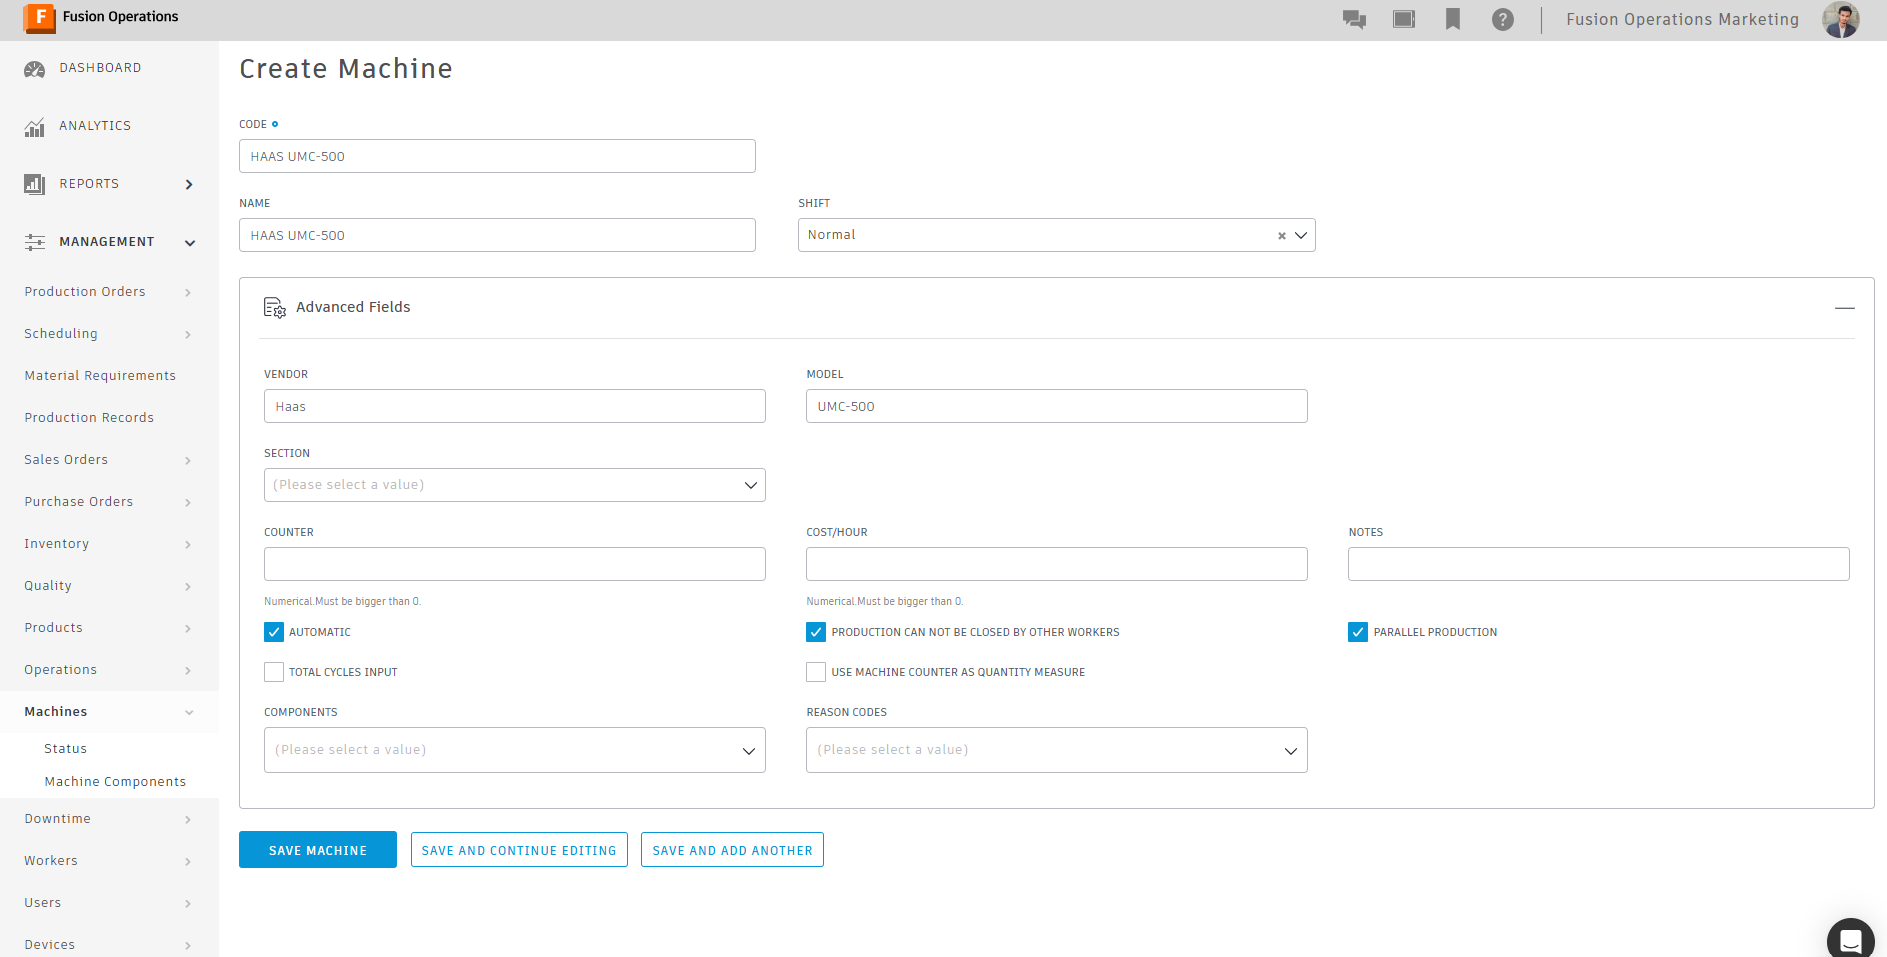 F Fusion Operations
? Fusion Operations Marketing
DASHBOARD
ANALYTICS
REPORTS
MANAGEMENT
Production Orders
Scheduling
Material Requirements
Production Records
Sales Orders
Purchase Orders
Inventory
Quality
Products
Operations
Machines
Status
Machine Components
Downtime
Workers
Users
Devices
Create Machine
CODE
HAAS UMC-500
NAME
HAAS UMC-500
SHIFT
Normal
Advanced Fields
VENDOR
Haas
MODEL
UMC-500
SECTION
(Please select a value)
COUNTER
Numerical.Must be bigger than 0.
COST/HOUR
Numerical.Must be bigger than 0.
NOTES
AUTOMATIC
PRODUCTION CAN NOT BE CLOSED BY OTHER WORKERS
PARALLEL PRODUCTION
TOTAL CYCLES INPUT
USE MACHINE COUNTER AS QUANTITY MEASURE
COMPONENTS
(Please select a value)
REASON CODES
(Please select a value)
SAVE MACHINE
SAVE AND CONTINUE EDITING
SAVE AND ADD ANOTHER